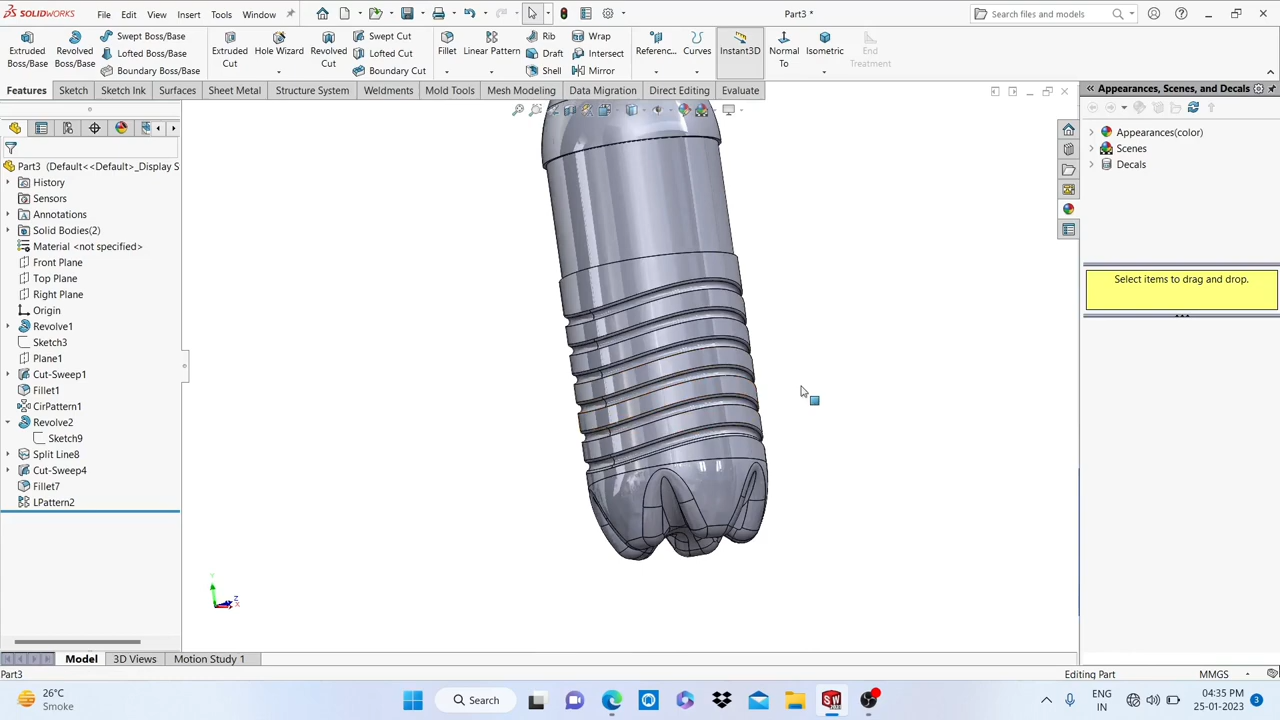 SOLIDWORKS File Edit View Insert Tools Window Part3 * Search files and models
Extruded Boss/Base Revolved Boss/Base Swept Boss/Base Lofted Boss/Base Boundary Boss/Base Extruded Cut Hole Wizard Revolved Cut Swept Cut Lofted Cut Boundary Cut Fillet Linear Pattern Rib Draft Shell Wrap Intersect Mirror Referenc... Curves Instant3D Normal To Isometric End Treatment
Features Sketch Sketch Ink Surfaces Sheet Metal Structure System Weldments Mold Tools Mesh Modeling Data Migration Direct Editing Evaluate
Appearances, Scenes, and Decals
Appearances(color)
Scenes
Decals
Select items to drag and drop.
Part3 (Default<<Default>_Display S
History
Sensors
Annotations
Solid Bodies(2)
Material <not specified>
Front Plane
Top Plane
Right Plane
Origin
Revolve1
Sketch3
Plane1
Cut-Sweep1
Fillet1
CirPattern1
Revolve2
Sketch9
Split Line8
Cut-Sweep4
Fillet7
LPattern2
Y
Z
X
Model 3D Views Motion Study 1
Part3 Editing Part MMGS
26°C
Smoke
Search
ENG
IN
04:35 PM
25-01-2023
3